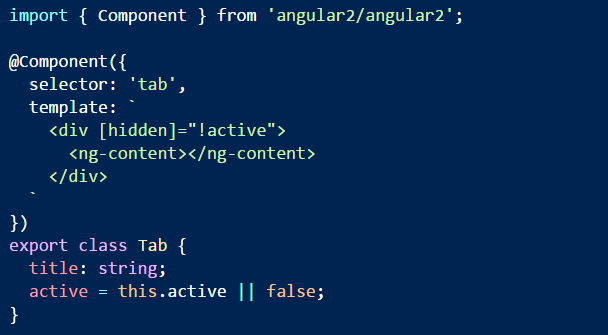 import { Component } from 'angular2/angular2';
@Component({
  selector: 'tab',
  template: `
    <div [hidden]="!active">
      <ng-content></ng-content>
    </div>
  `
})
export class Tab {
  title: string;
  active = this.active || false;
}